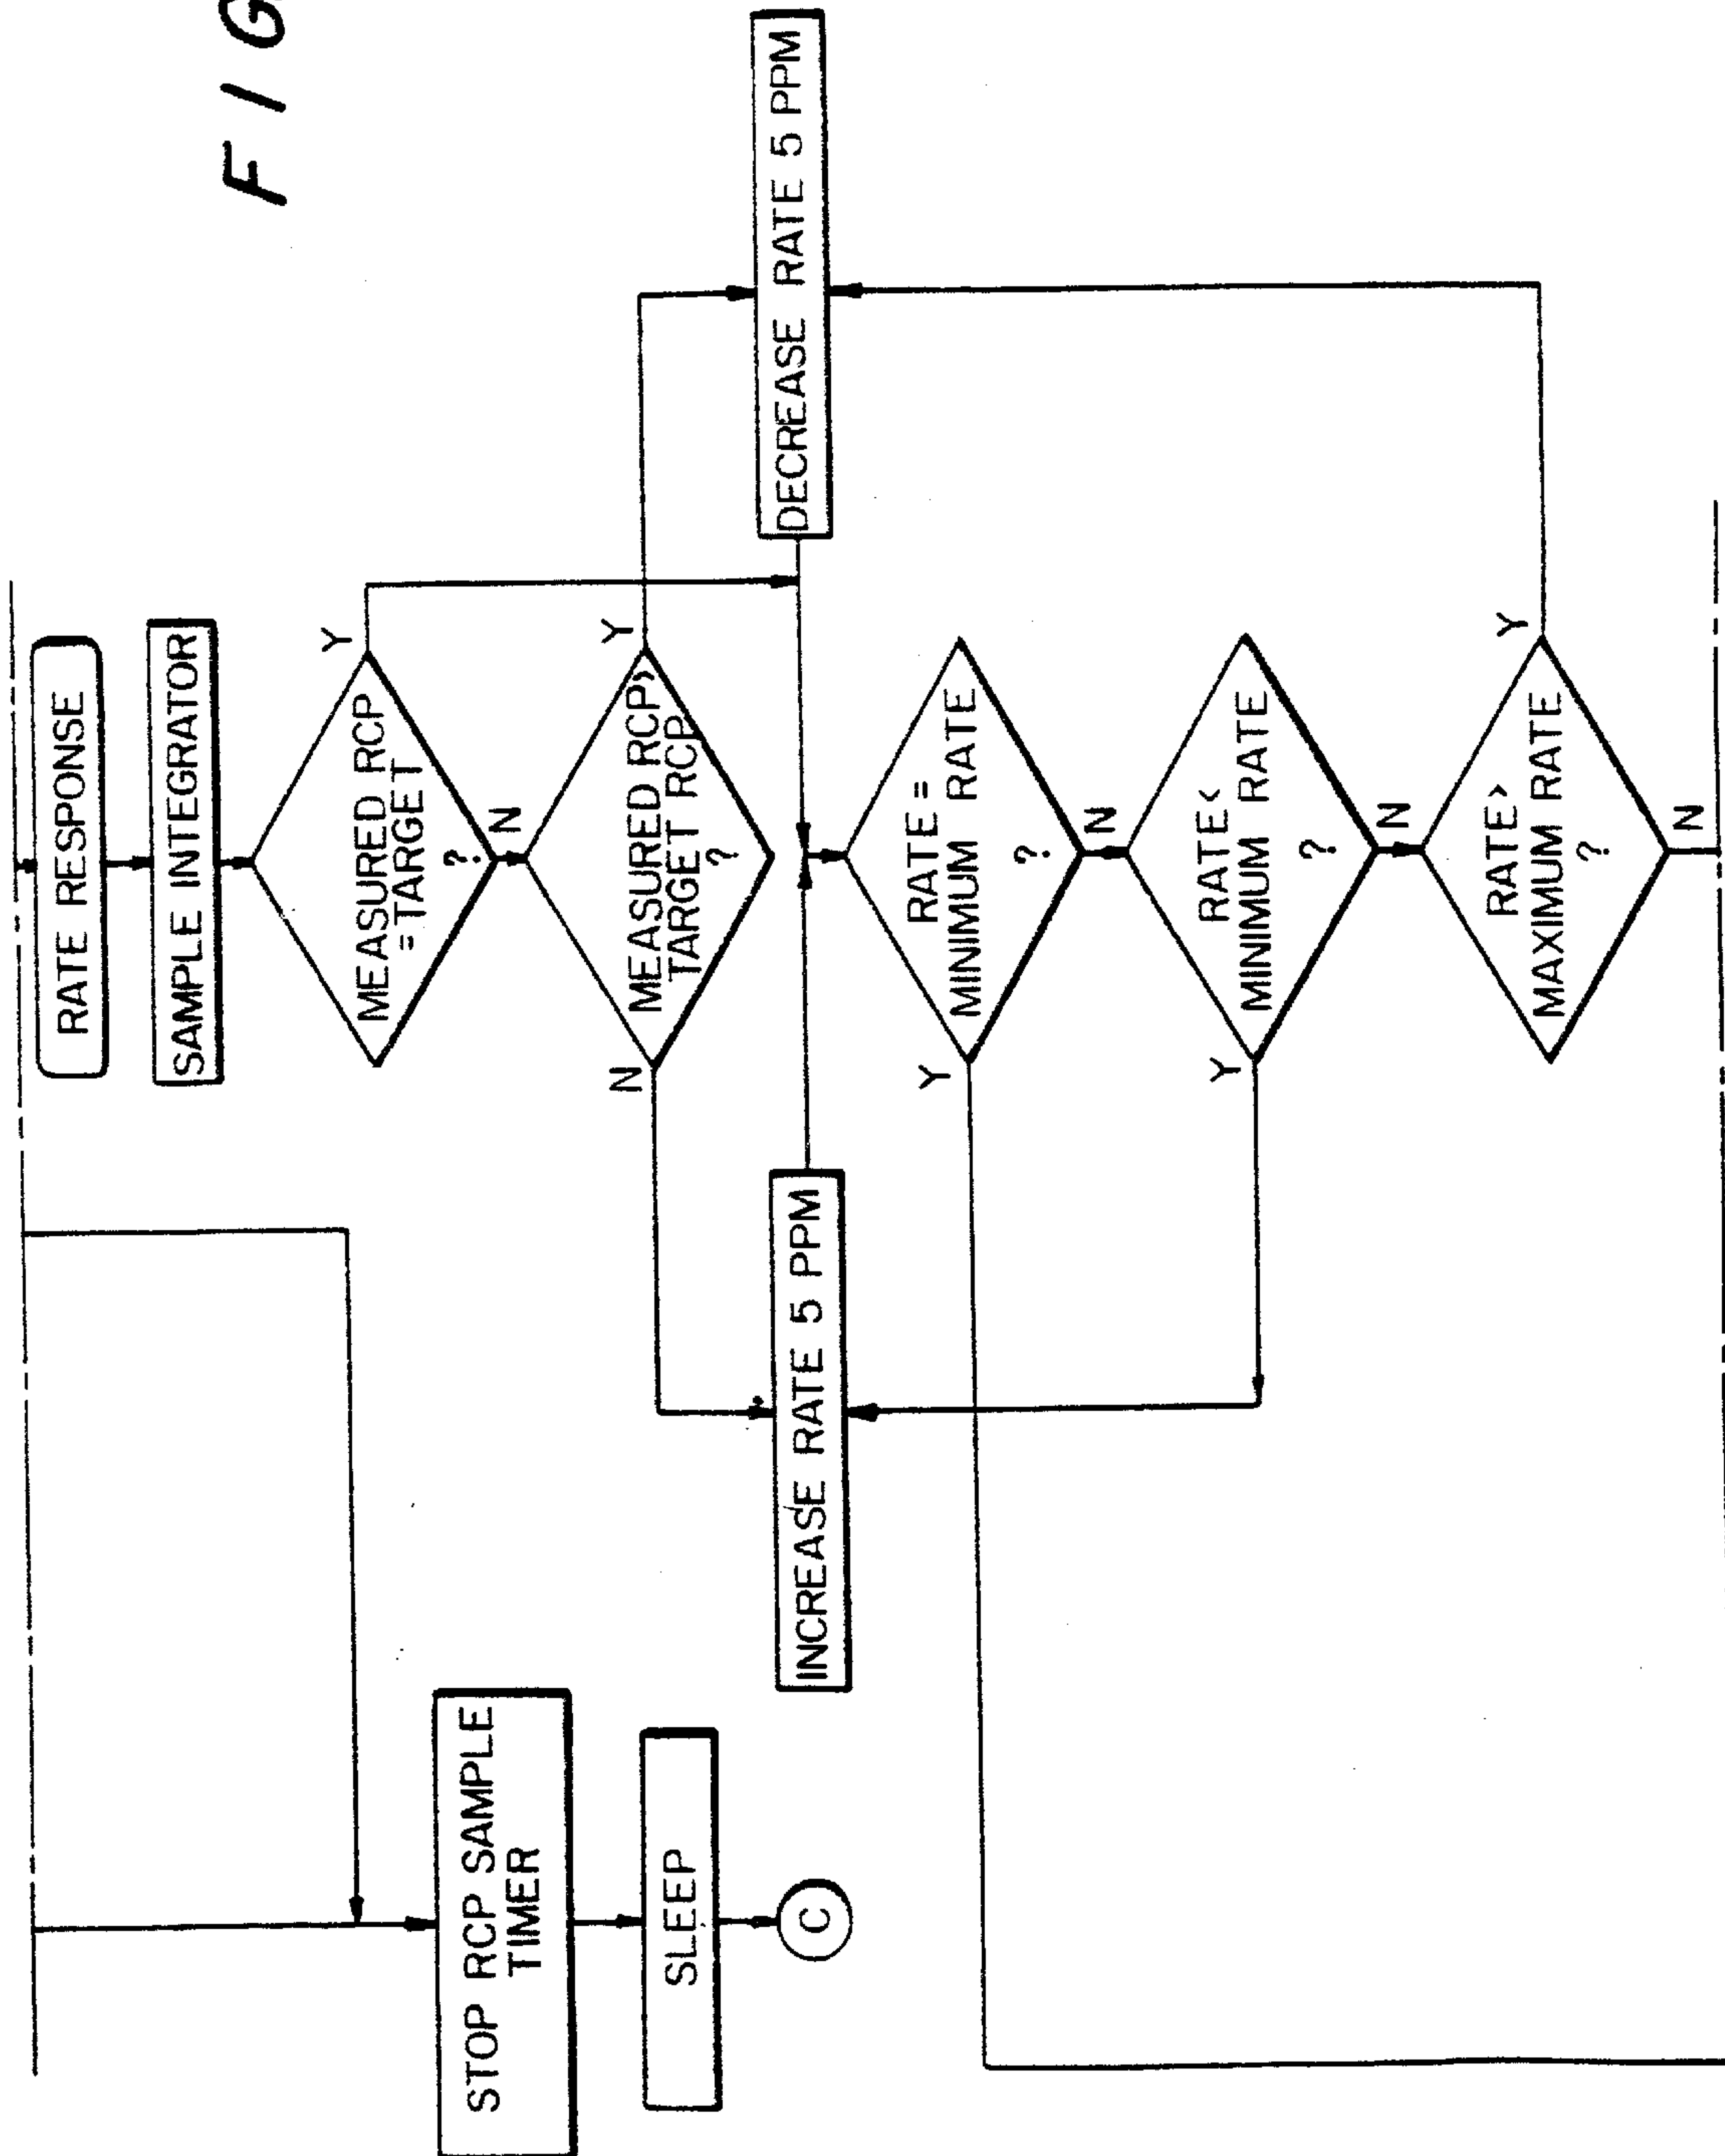 FIG
RATE RESPONSE
SAMPLE INTEGRATOR
MEASURED RCP
=TARGET
?
Y
N
MEASURED RCP>
TARGET RCP
?
Y
N
STOP RCP SAMPLE
TIMER
SLEEP
C
INCREASE RATE 5 PPM
DECREASE RATE 5 PPM
RATE=
MINIMUM RATE
?
Y
N
RATE<
MINIMUM RATE
?
Y
N
RATE>
MAXIMUM RATE
?
Y
N